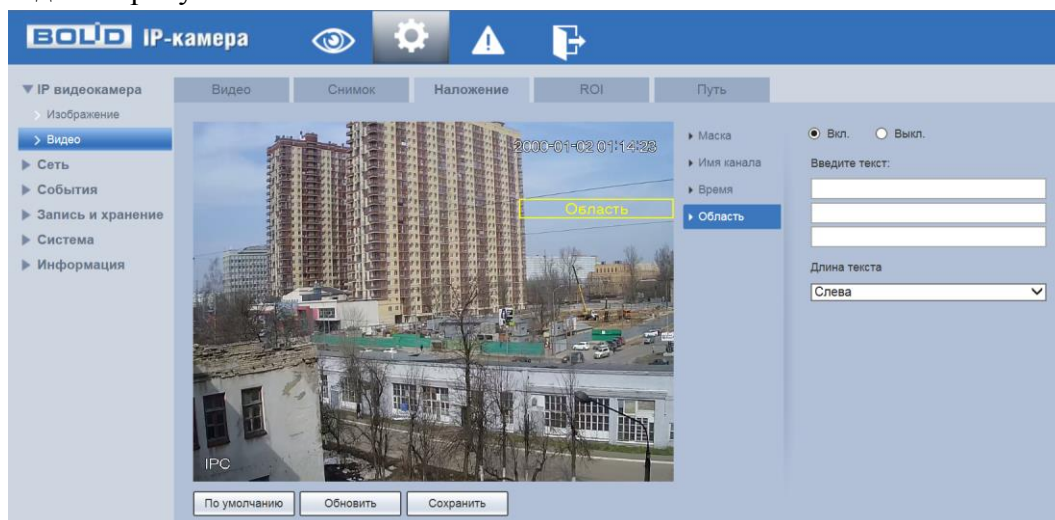 BOLID IP-камера
IP видеокамера
Изображение
Видео
Сеть
События
Запись и хранение
Система
Информация
Видео
Снимок
Наложение
ROI
Путь
2000-01-02 01:14:28
Область
IPC
Маска
Имя канала
Время
Область
Вкл.
Выкл.
Введите текст:
Длина текста
Слева
По умолчанию
Обновить
Сохранить